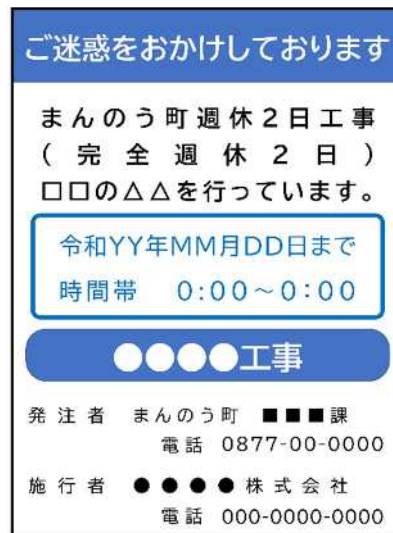 ご迷惑をおかけしております
まんのう町週休2日工事
(完全週休2日)
□□の△△を行っています。
令和YY年MM月DD日まで
時間帯 0:00～0:00
●●●●工事
発注者 まんのう町 ■■■課
電話 0877-00-0000
施行者 ●●●●株式会社
電話 000-0000-0000